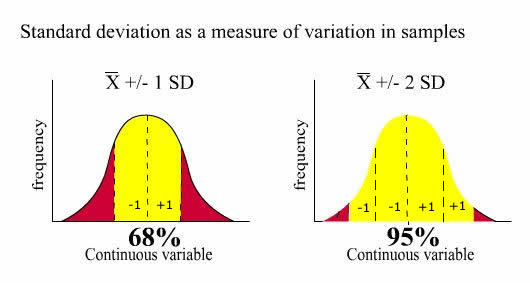 Standard deviation as a measure of variation in samples
X̅ +/- 1 SD
frequency
-1 +1
68%
Continuous variable
X̅ +/- 2 SD
frequency
-1 -1 +1 +1
95%
Continuous variable